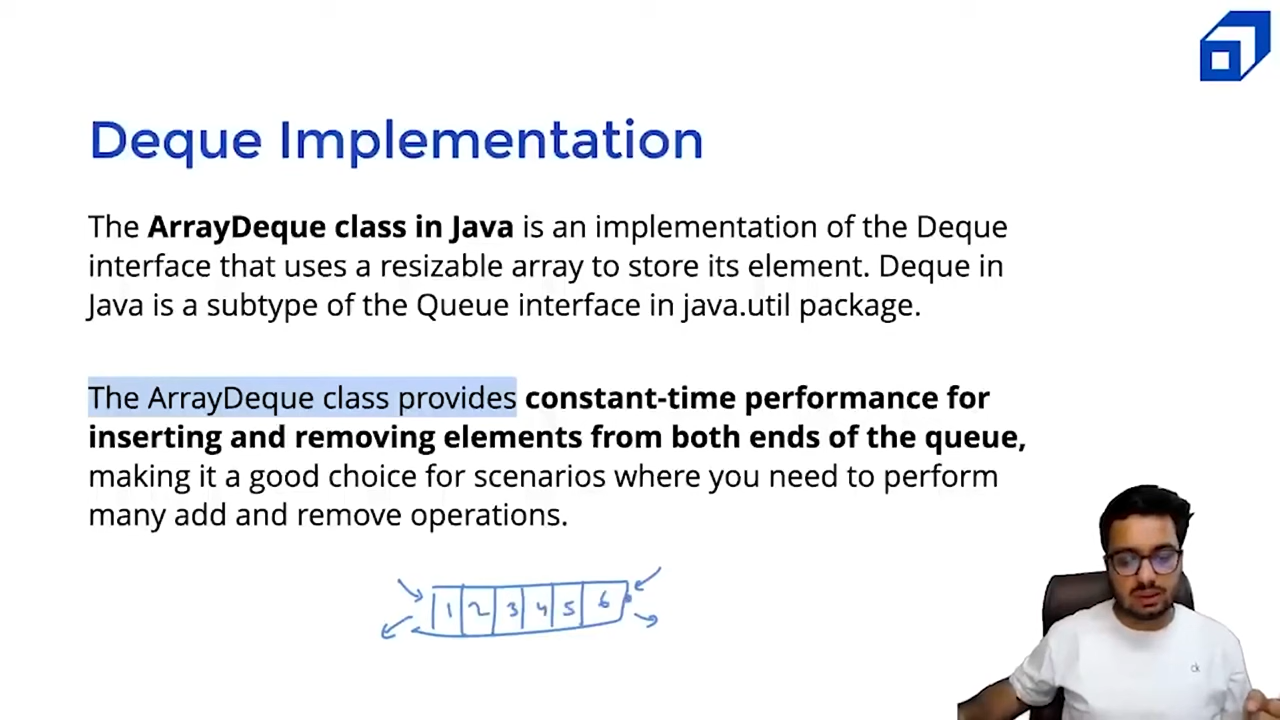 Deque Implementation
The ArrayDeque class in Java is an implementation of the Deque
interface that uses a resizable array to store its element. Deque in
Java is a subtype of the Queue interface in java.util package.
The ArrayDeque class provides constant-time performance for
inserting and removing elements from both ends of the queue,
making it a good choice for scenarios where you need to perform
many add and remove operations.
1 2 3 4 5 6
ck